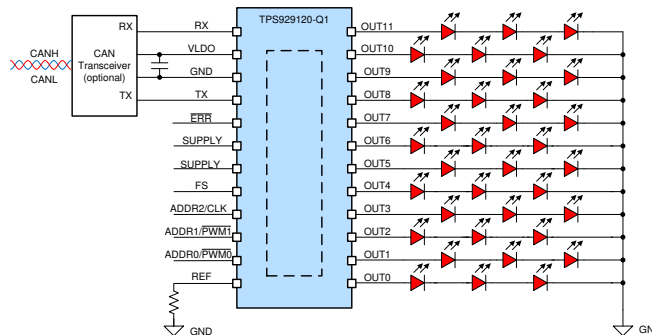 TPS929120-Q1
RX
RX
OUT11
CANH
CAN
Transceiver
(optional)
CANL
VLDO
OUT10
GND
OUT9
TX
TX
OUT8
ERR
OUT7
SUPPLY
OUT6
SUPPLY
OUT5
FS
OUT4
ADDR2/CLK
OUT3
ADDR1/PWM1
OUT2
ADDR0/PWM0
OUT1
REF
OUT0
GND